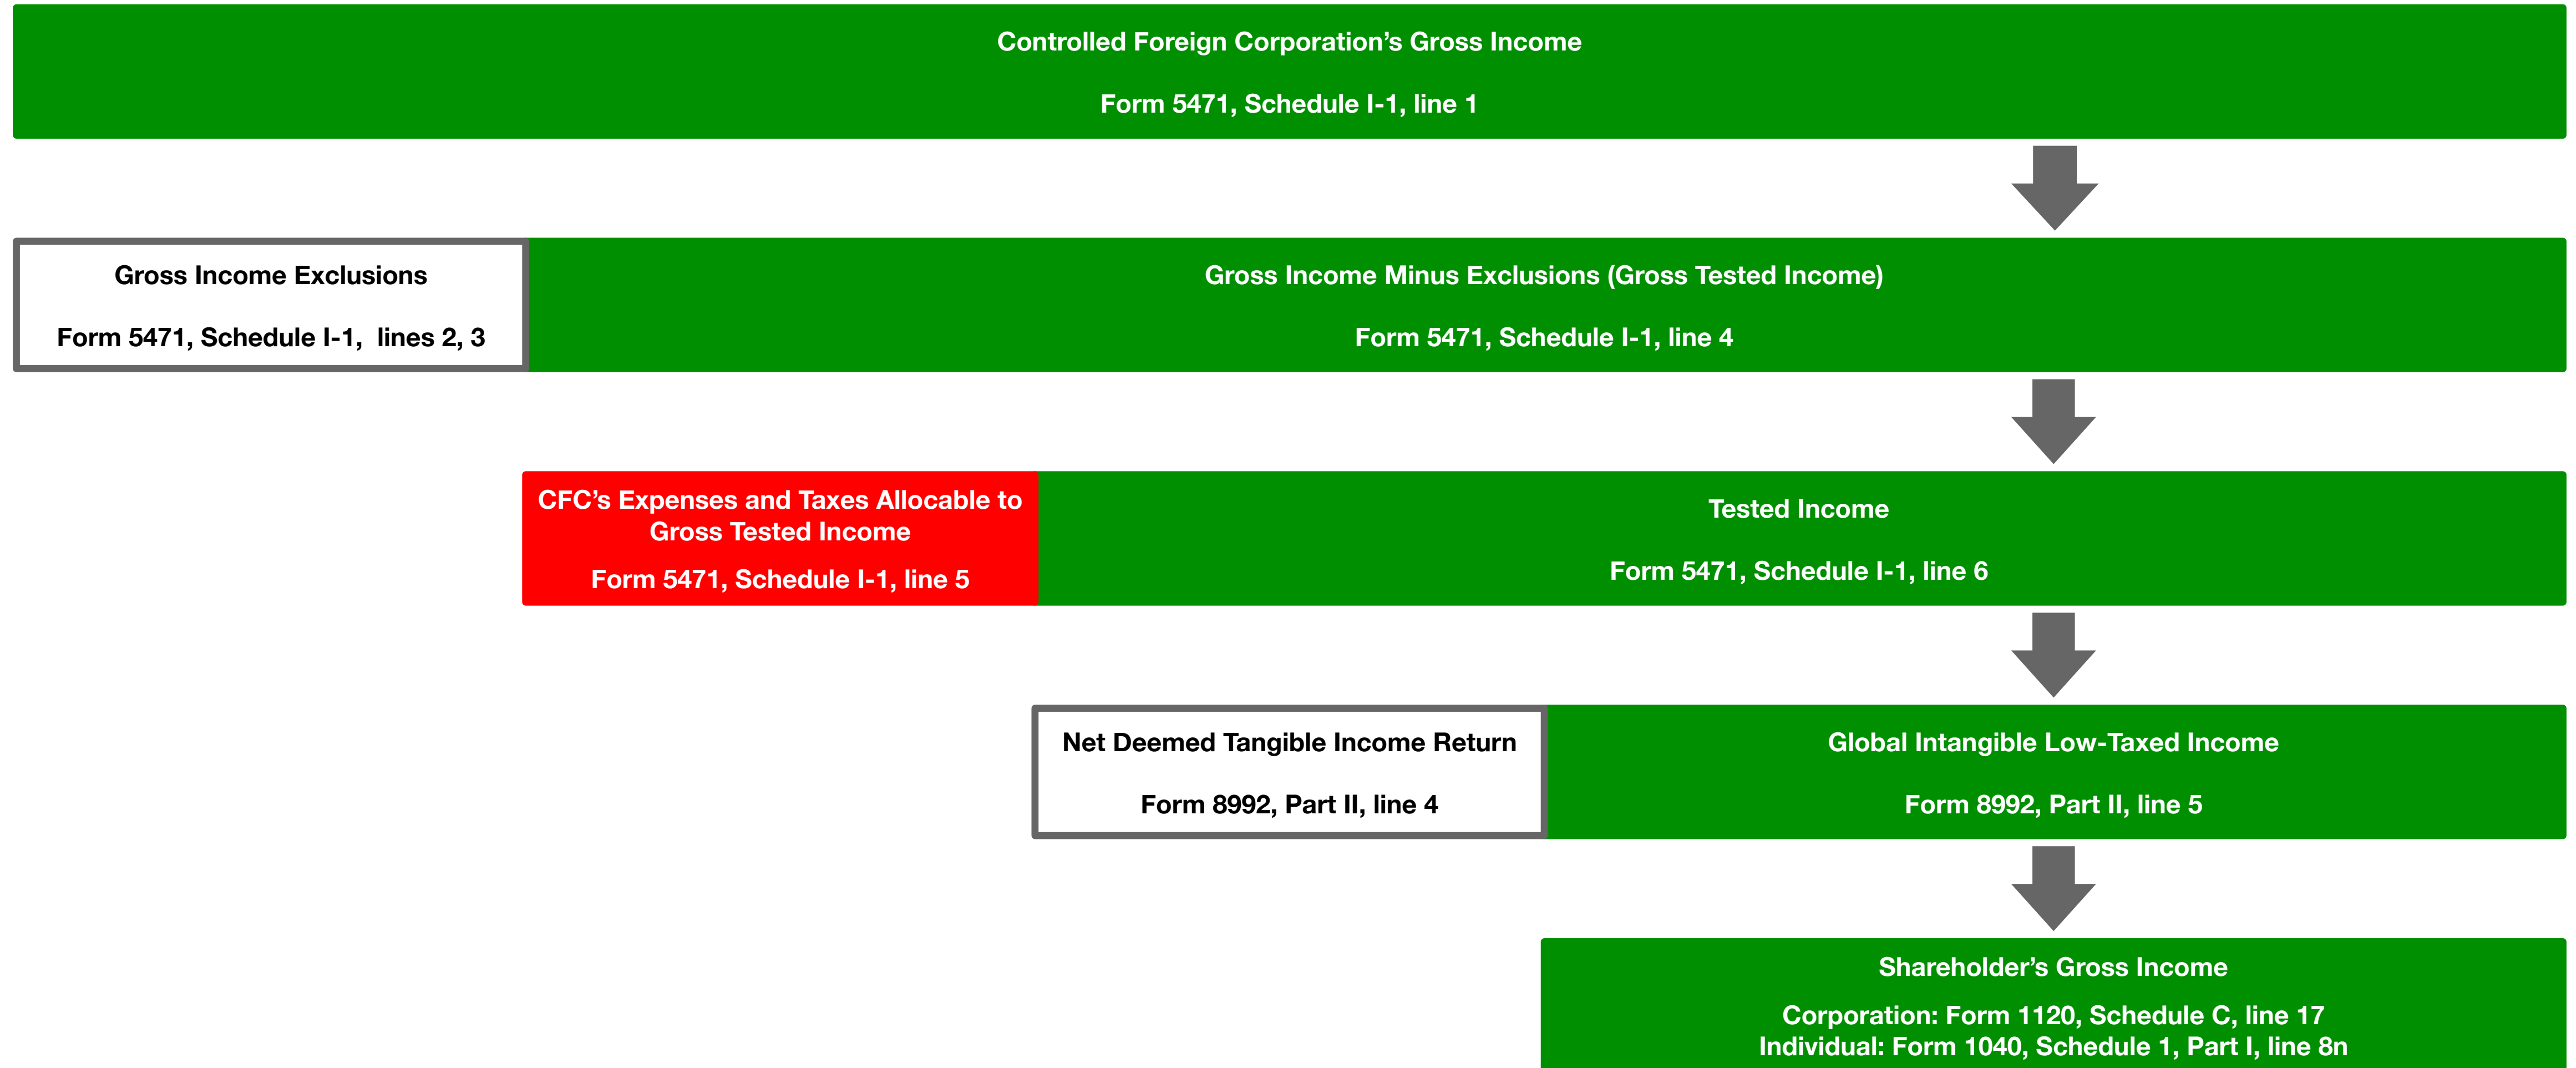 Controlled Foreign Corporation’s Gross Income
Form 5471, Schedule I-1, line 1
Gross Income Exclusions
Form 5471, Schedule I-1,  lines 2, 3
Gross Income Minus Exclusions (Gross Tested Income)
Form 5471, Schedule I-1, line 4
CFC’s Expenses and Taxes Allocable to
Gross Tested Income
Form 5471, Schedule I-1, line 5
Tested Income
Form 5471, Schedule I-1, line 6
Net Deemed Tangible Income Return
Form 8992, Part II, line 4
Global Intangible Low-Taxed Income
Form 8992, Part II, line 5
Shareholder’s Gross Income
Corporation: Form 1120, Schedule C, line 17
Individual: Form 1040, Schedule 1, Part I, line 8n